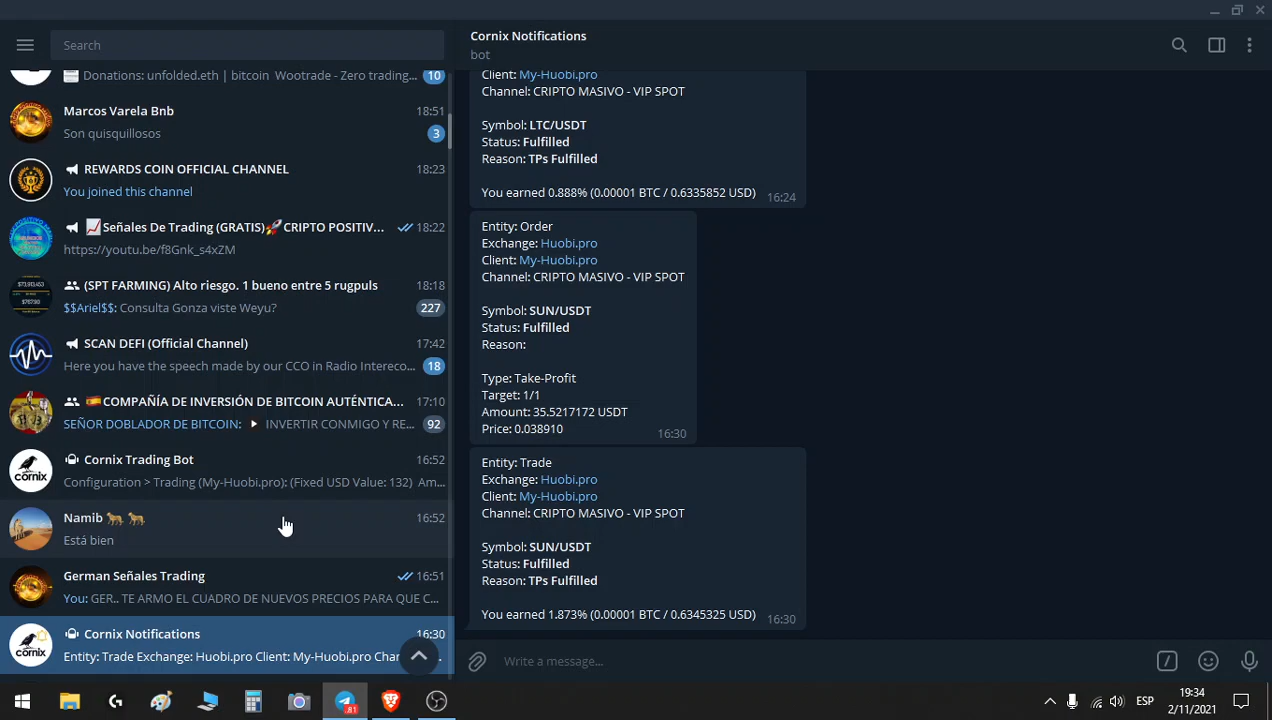 Search
Donations: unfolded.eth | bitcoin Wootrade - Zero trading...
10
Marcos Varela Bnb
18:51
Son quisquillosos
3
REWARDS COIN OFFICIAL CHANNEL
18:23
You joined this channel
📈Señales De Trading (GRATIS)🚀CRIPTO POSITIV...
18:22
https://youtu.be/f8Gnk_s4xZM
(SPT FARMING) Alto riesgo. 1 bueno entre 5 rugpuls
18:18
$$Ariel$$: Consulta Gonza viste Weyu?
227
SCAN DEFI (Official Channel)
17:42
Here you have the speech made by our CCO in Radio Intereco...
18
🇪🇸COMPAÑÍA DE INVERSIÓN DE BITCOIN AUTÉNTICA...
17:10
SEÑOR DOBLADOR DE BITCOIN: ▶ INVERTIR CONMIGO Y RE...
92
Cornix Trading Bot
16:52
Configuration > Trading (My-Huobi.pro): (Fixed USD Value: 132) Am...
Namib 🐆 🐆
16:52
Está bien
German Señales Trading
16:51
You: GER.. TE ARMO EL CUADRO DE NUEVOS PRECIOS PARA QUE C...
Cornix Notifications
16:30
Entity: Trade Exchange: Huobi.pro Client: My-Huobi.pro Cha
cornix
cornix
Cornix Notifications
bot
Client: My-Huobi.pro
Channel: CRIPTO MASIVO - VIP SPOT
Symbol: LTC/USDT
Status: Fulfilled
Reason: TPs Fulfilled
You earned 0.888% (0.00001 BTC / 0.6335852 USD)
16:24
Entity: Order
Exchange: Huobi.pro
Client: My-Huobi.pro
Channel: CRIPTO MASIVO - VIP SPOT
Symbol: SUN/USDT
Status: Fulfilled
Reason:
Type: Take-Profit
Target: 1/1
Amount: 35.5217172 USDT
Price: 0.038910
16:30
Entity: Trade
Exchange: Huobi.pro
Client: My-Huobi.pro
Channel: CRIPTO MASIVO - VIP SPOT
Symbol: SUN/USDT
Status: Fulfilled
Reason: TPs Fulfilled
You earned 1.873% (0.00001 BTC / 0.6345325 USD)
16:30
Write a message...
81
ESP
19:34
2/11/2021